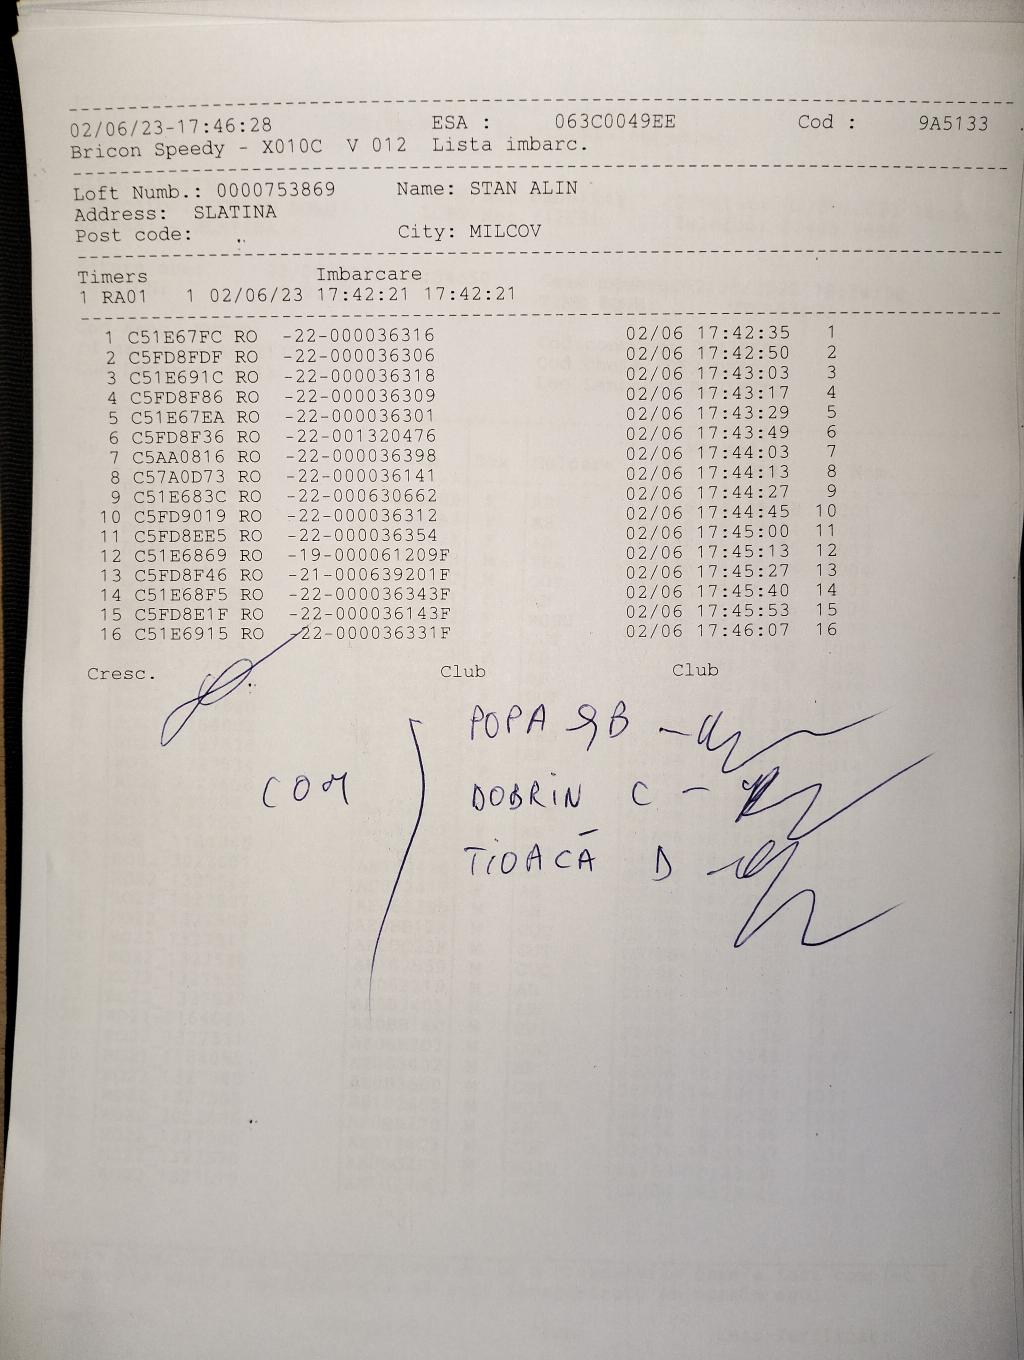 02/06/23-17:46:28 ESA : 063C0049EE Cod : 9A5133
Bricon Speedy - X010C V 012 Lista imbarc.
Loft Numb.: 0000753869 Name: STAN ALIN
Address: SLATINA
Post code: City: MILCOV
Timers Imbarcare
1 RA01 1 02/06/23 17:42:21 17:42:21
1 C51E67FC RO -22-000036316 02/06 17:42:35 1
2 C5FD8FDF RO -22-000036306 02/06 17:42:50 2
3 C51E691C RO -22-000036318 02/06 17:43:03 3
4 C5FD8F86 RO -22-000036309 02/06 17:43:17 4
5 C51E67EA RO -22-000036301 02/06 17:43:29 5
6 C5FD8F36 RO -22-001320476 02/06 17:43:49 6
7 C5AA0816 RO -22-000036398 02/06 17:44:03 7
8 C57A0D73 RO -22-000036141 02/06 17:44:13 8
9 C51E683C RO -22-000630662 02/06 17:44:27 9
10 C5FD9019 RO -22-000036312 02/06 17:44:45 10
11 C5FD8EE5 RO -22-000036354 02/06 17:45:00 11
12 C51E6869 RO -19-000061209F 02/06 17:45:13 12
13 C5FD8F46 RO -21-000639201F 02/06 17:45:27 13
14 C51E68F5 RO -22-000036343F 02/06 17:45:40 14
15 C5FD8E1F RO -22-000036143F 02/06 17:45:53 15
16 C51E6915 RO -22-000036331F 02/06 17:46:07 16
Cresc. Club Club
POPA GB
COM DOBRIN C -
TIOACĂ D